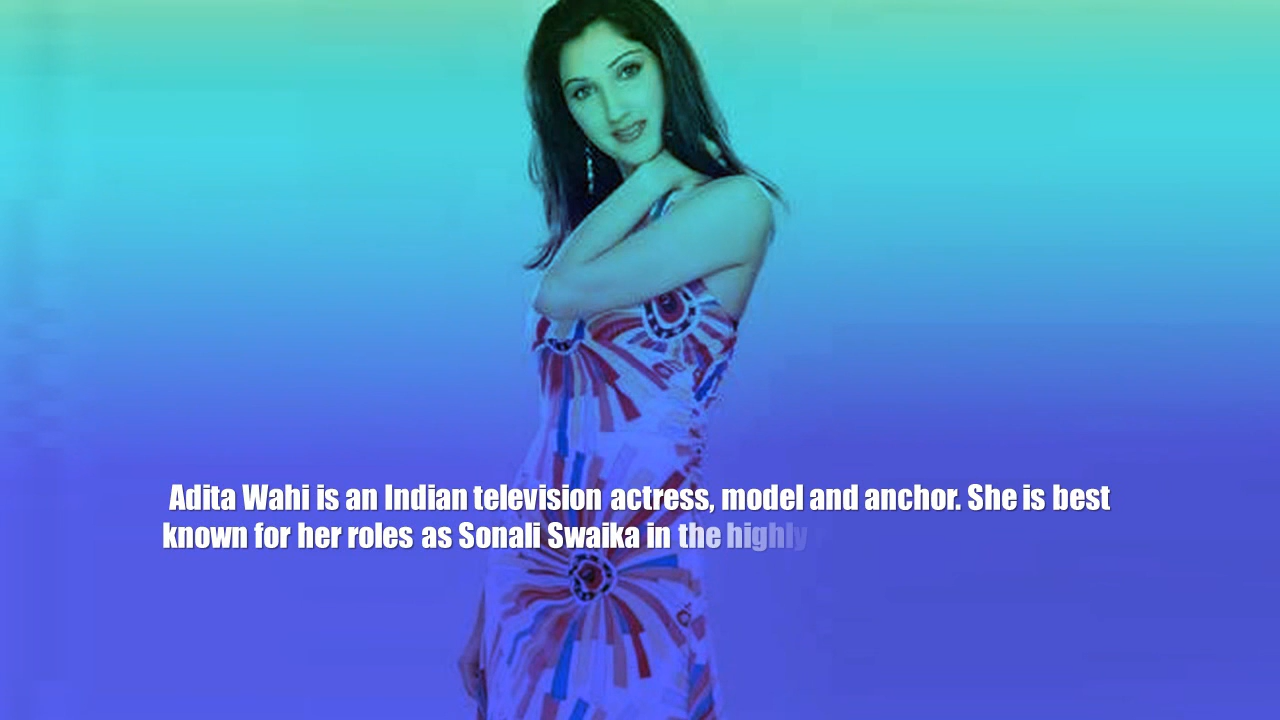 Adita Wahi is an Indian television actress, model and anchor. She is best
known for her roles as Sonali Swaika in the highly